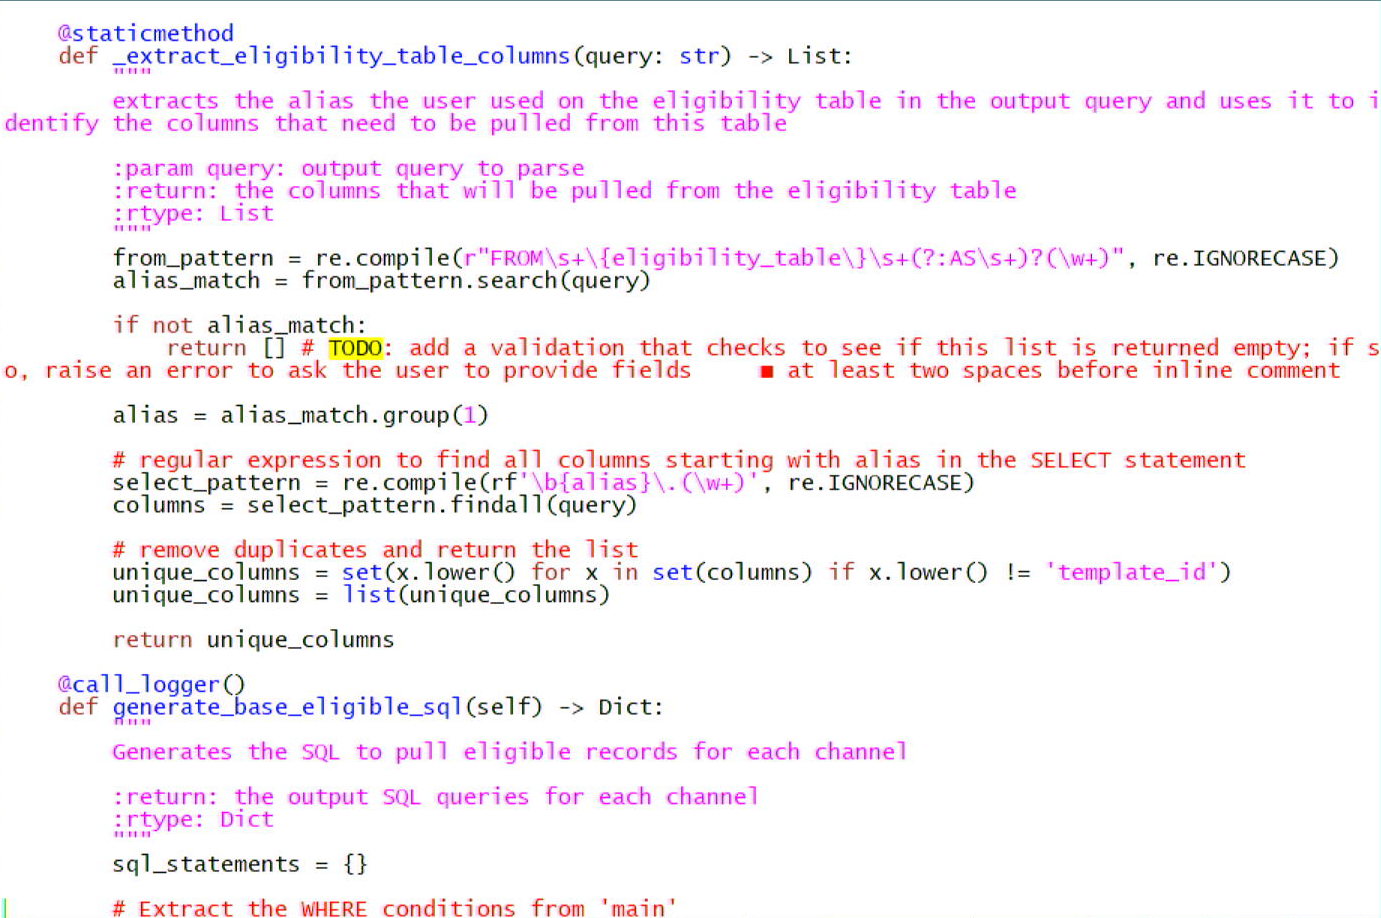 @staticmethod
    def _extract_eligibility_table_columns(query: str) -> List:
        """
        extracts the alias the user used on the eligibility table in the output query and uses it to i
dentify the columns that need to be pulled from this table

        :param query: output query to parse
        :return: the columns that will be pulled from the eligibility table
        :rtype: List
        """
        from_pattern = re.compile(r"FROM\s+\{eligibility_table\}\s+(?:AS\s+)?(\w+)", re.IGNORECASE)
        alias_match = from_pattern.search(query)

        if not alias_match:
            return [] # TODO: add a validation that checks to see if this list is returned empty; if s
o, raise an error to ask the user to provide fields     ■ at least two spaces before inline comment

        alias = alias_match.group(1)

        # regular expression to find all columns starting with alias in the SELECT statement
        select_pattern = re.compile(rf'\b{alias}\.(\w+)', re.IGNORECASE)
        columns = select_pattern.findall(query)

        # remove duplicates and return the list
        unique_columns = set(x.lower() for x in set(columns) if x.lower() != 'template_id')
        unique_columns = list(unique_columns)

        return unique_columns

    @call_logger()
    def generate_base_eligible_sql(self) -> Dict:
        """
        Generates the SQL to pull eligible records for each channel

        :return: the output SQL queries for each channel
        :rtype: Dict
        """
        sql_statements = {}

        # Extract the WHERE conditions from 'main'